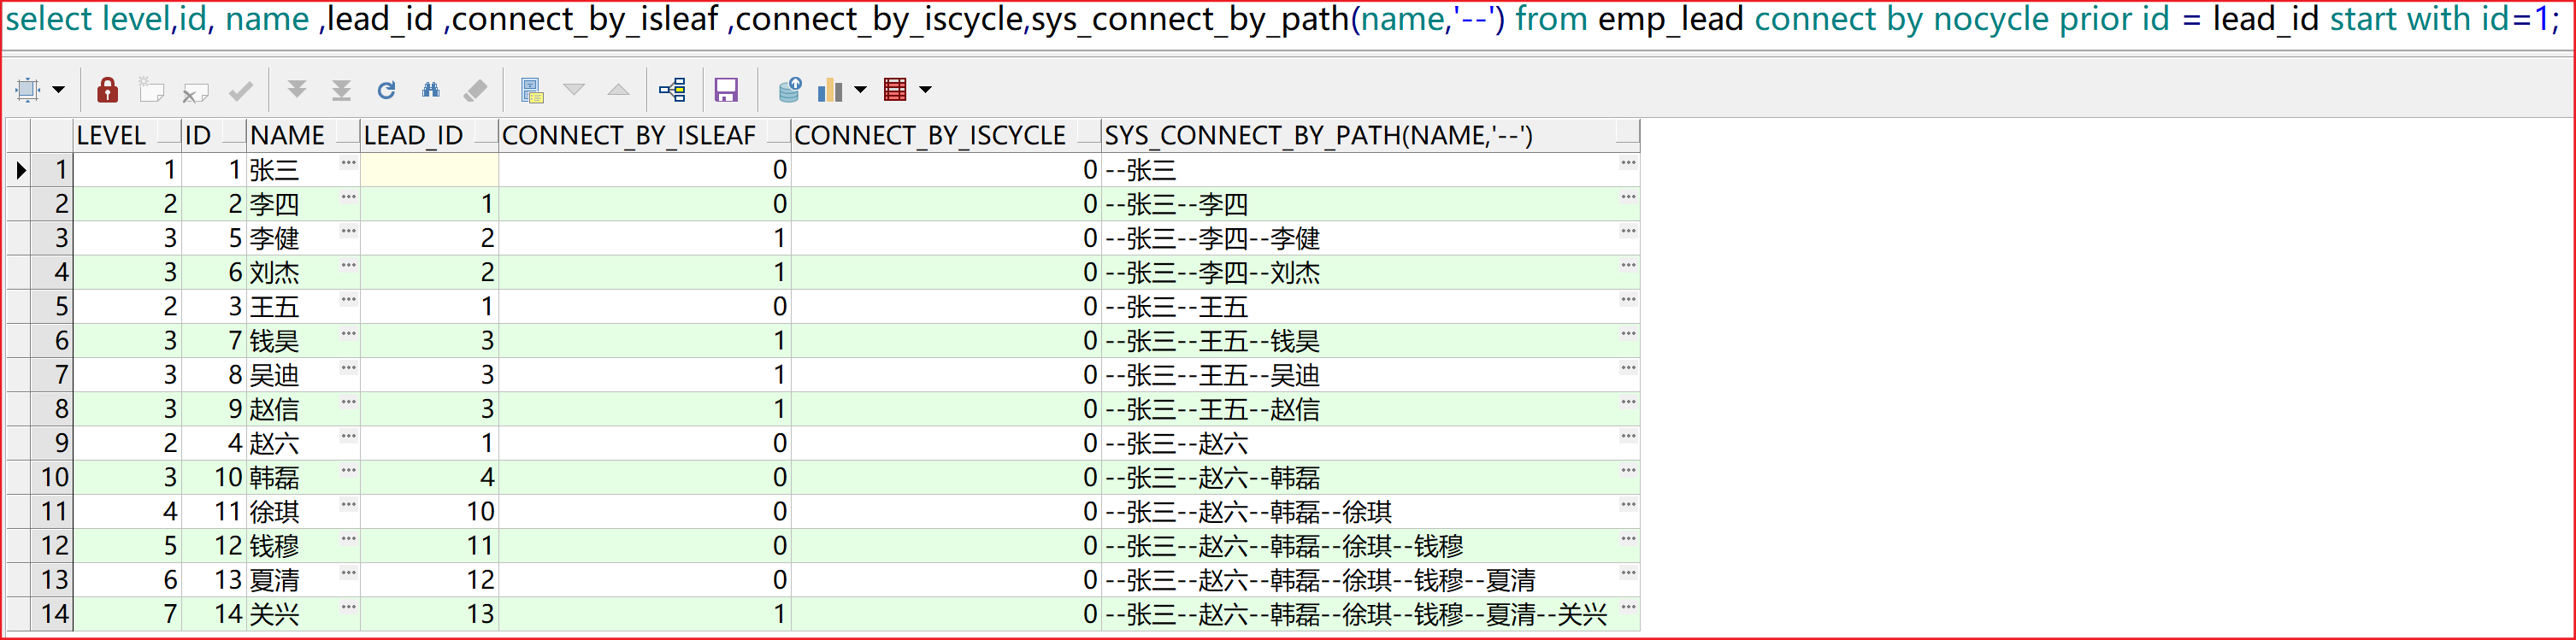 select level,id, name ,lead_id ,connect_by_isleaf ,connect_by_iscycle,sys_connect_by_path(name,'--') from emp_lead connect by nocycle prior id = lead_id start with id=1;
LEVEL ID NAME LEAD_ID CONNECT_BY_ISLEAF CONNECT_BY_ISCYCLE SYS_CONNECT_BY_PATH(NAME,'--')
1 1 1 张三 ... 0 0 --张三 ...
2 2 2 李四 ... 1 0 0 --张三--李四 ...
3 3 5 李健 ... 2 1 0 --张三--李四--李健 ...
4 3 6 刘杰 ... 2 1 0 --张三--李四--刘杰 ...
5 2 3 王五 ... 1 0 0 --张三--王五 ...
6 3 7 钱昊 ... 3 1 0 --张三--王五--钱昊 ...
7 3 8 吴迪 ... 3 1 0 --张三--王五--吴迪 ...
8 3 9 赵信 ... 3 1 0 --张三--王五--赵信 ...
9 2 4 赵六 ... 1 0 0 --张三--赵六 ...
10 3 10 韩磊 ... 4 0 0 --张三--赵六--韩磊 ...
11 4 11 徐琪 ... 10 0 0 --张三--赵六--韩磊--徐琪 ...
12 5 12 钱穆 ... 11 0 0 --张三--赵六--韩磊--徐琪--钱穆 ...
13 6 13 夏清 ... 12 0 0 --张三--赵六--韩磊--徐琪--钱穆--夏清 ...
14 7 14 关兴 ... 13 1 0 --张三--赵六--韩磊--徐琪--钱穆--夏清--关兴 ...